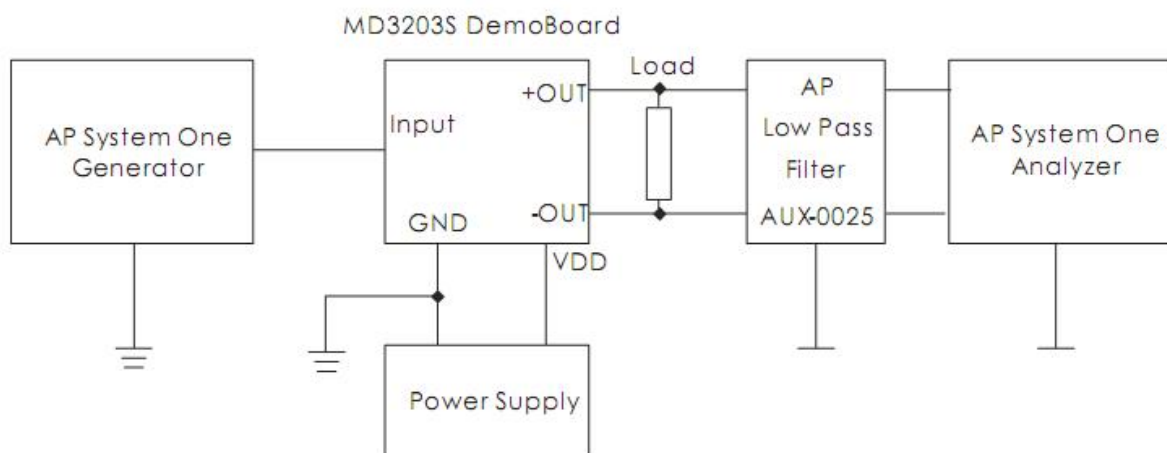 MD3203S DemoBoard
AP System One
Generator
Input
+OUT
-OUT
GND
VDD
Load
AP
Low Pass
Filter
AUX-0025
AP System One
Analyzer
Power Supply